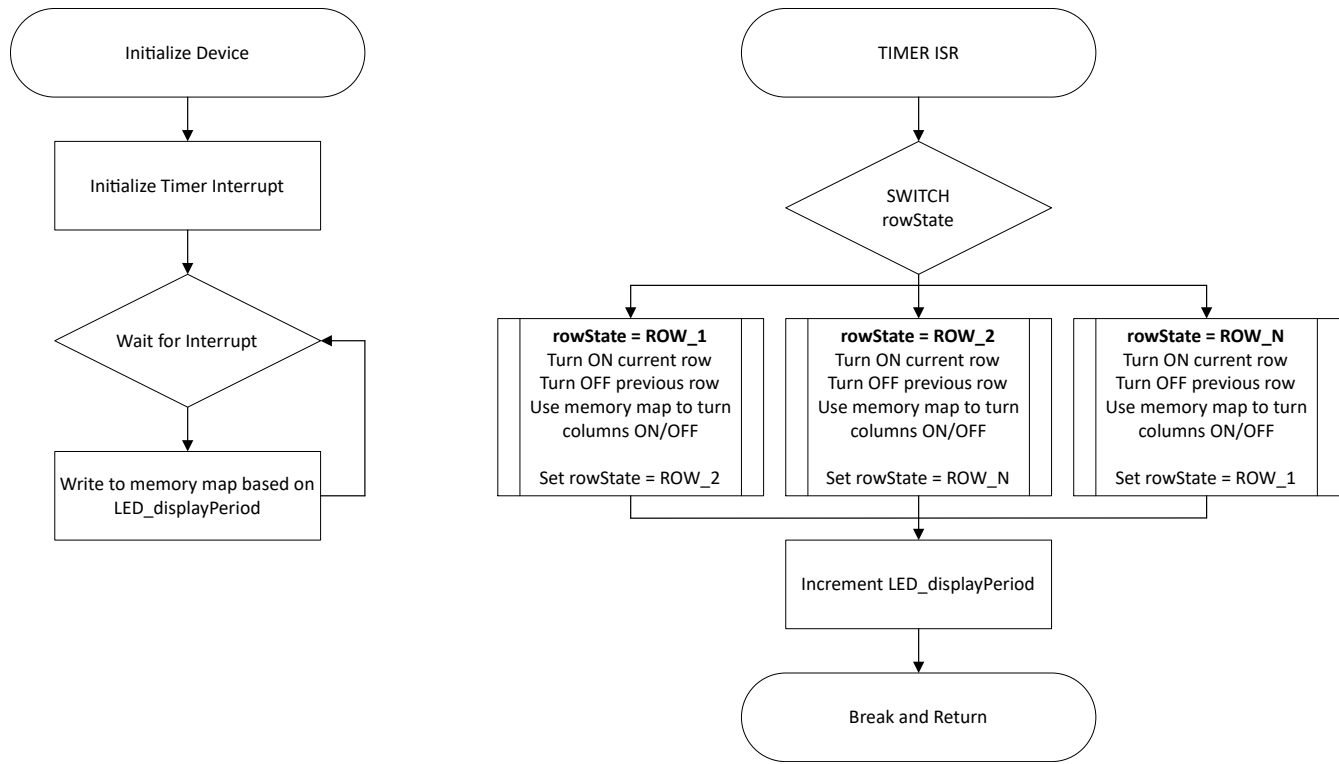 Initialize Device
Initialize Timer Interrupt
Wait for Interrupt
Write to memory map based on
LED_displayPeriod
TIMER ISR
SWITCH
rowState
rowState = ROW_1
Turn ON current row
Turn OFF previous row
Use memory map to turn
columns ON/OFF
Set rowState = ROW_2
rowState = ROW_2
Turn ON current row
Turn OFF previous row
Use memory map to turn
columns ON/OFF
Set rowState = ROW_N
rowState = ROW_N
Turn ON current row
Turn OFF previous row
Use memory map to turn
columns ON/OFF
Set rowState = ROW_1
Increment LED_displayPeriod
Break and Return